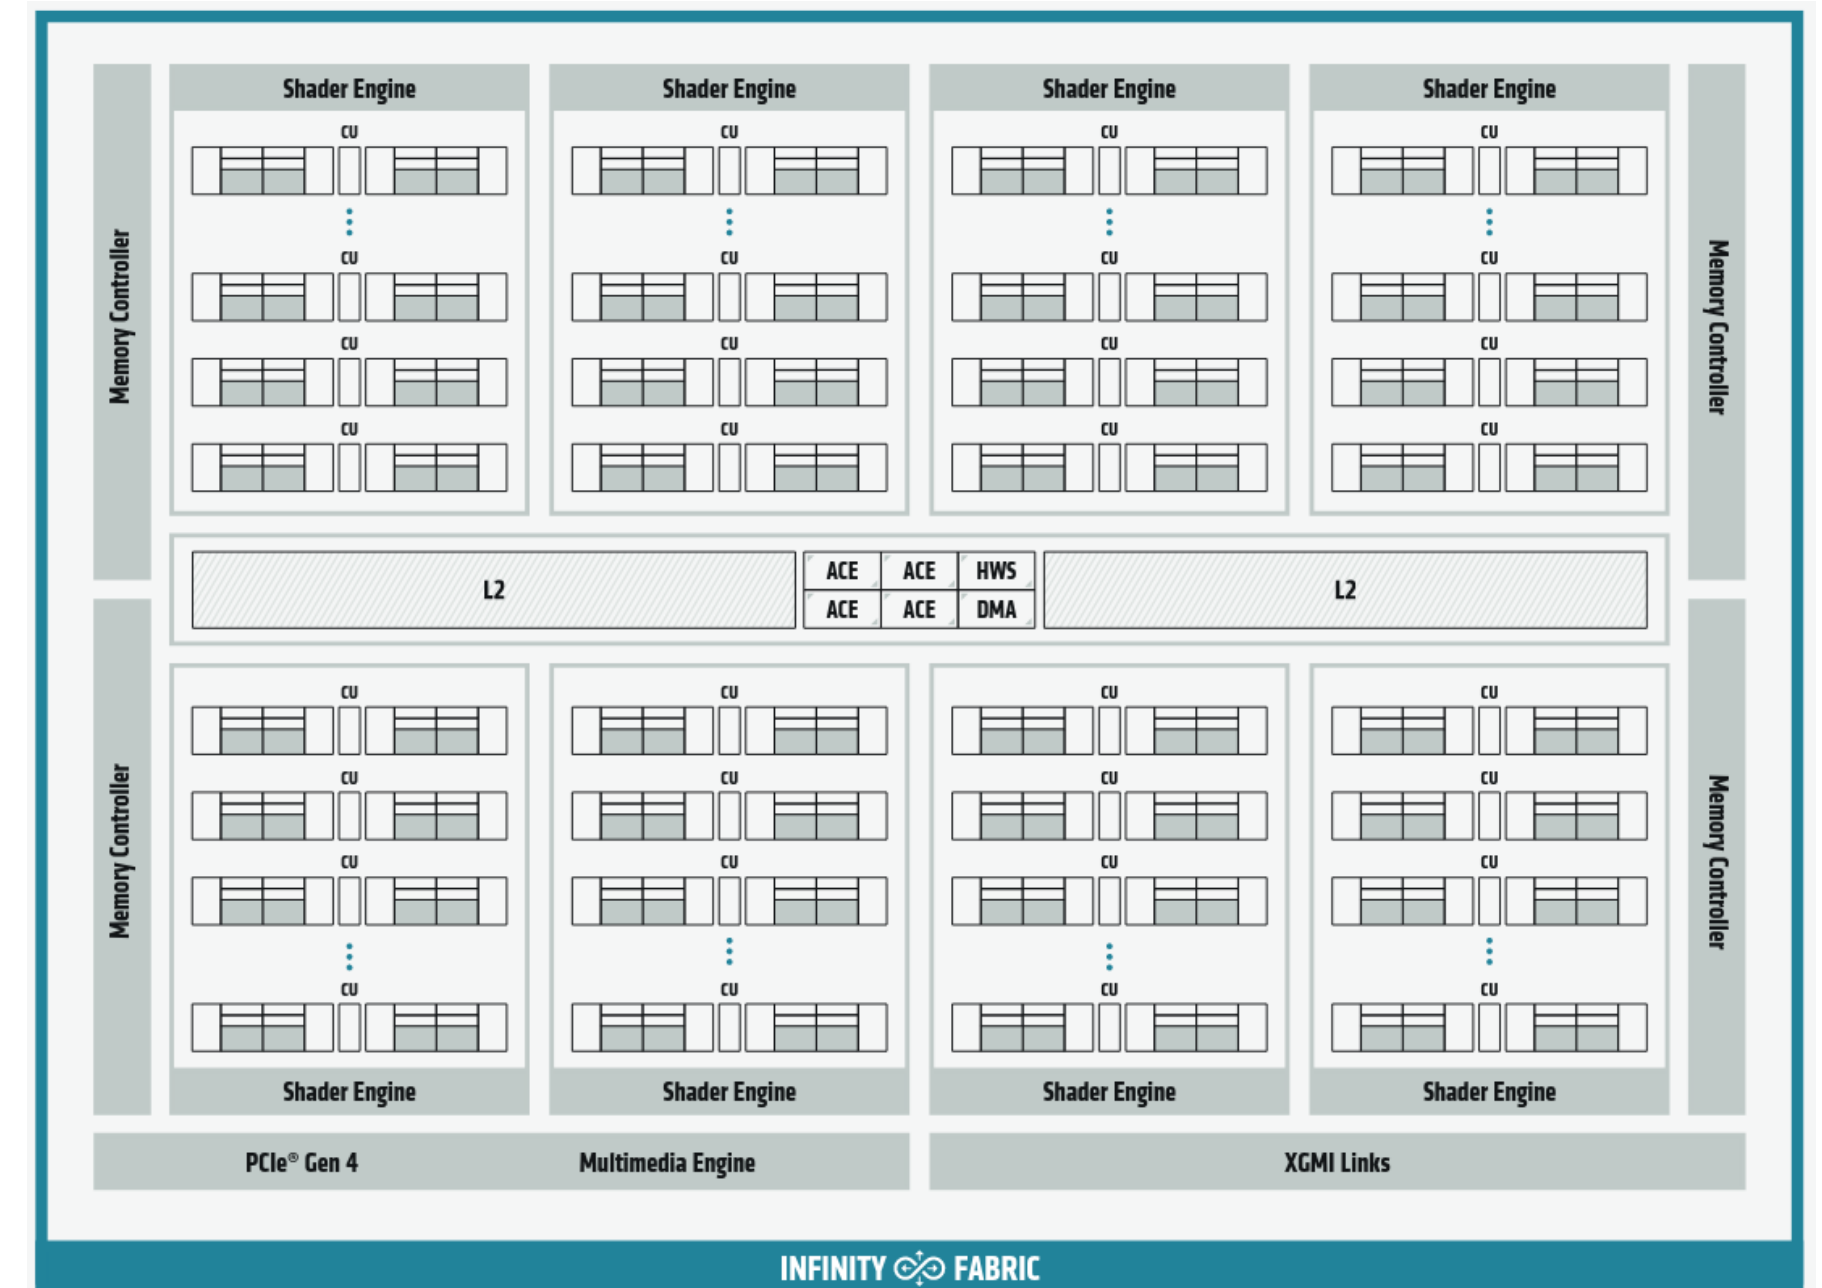 Shader Engine Shader Engine Shader Engine Shader Engine
CU CU CU CU
CU CU CU CU
CU CU CU CU
CU CU CU CU
Memory Controller
Memory Controller
L2
ACE ACE HWS
ACE ACE DMA
L2
Memory Controller
Memory Controller
CU CU CU CU
CU CU CU CU
CU CU CU CU
CU CU CU CU
Shader Engine Shader Engine Shader Engine Shader Engine
PCIe® Gen 4 Multimedia Engine XGMI Links
INFINITY FABRIC